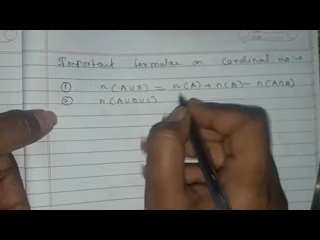 Important formulae on cardinal no →
① n(A∪B) = n(A) + n(B) - n(A∩B)
② n(A∪B∪C)